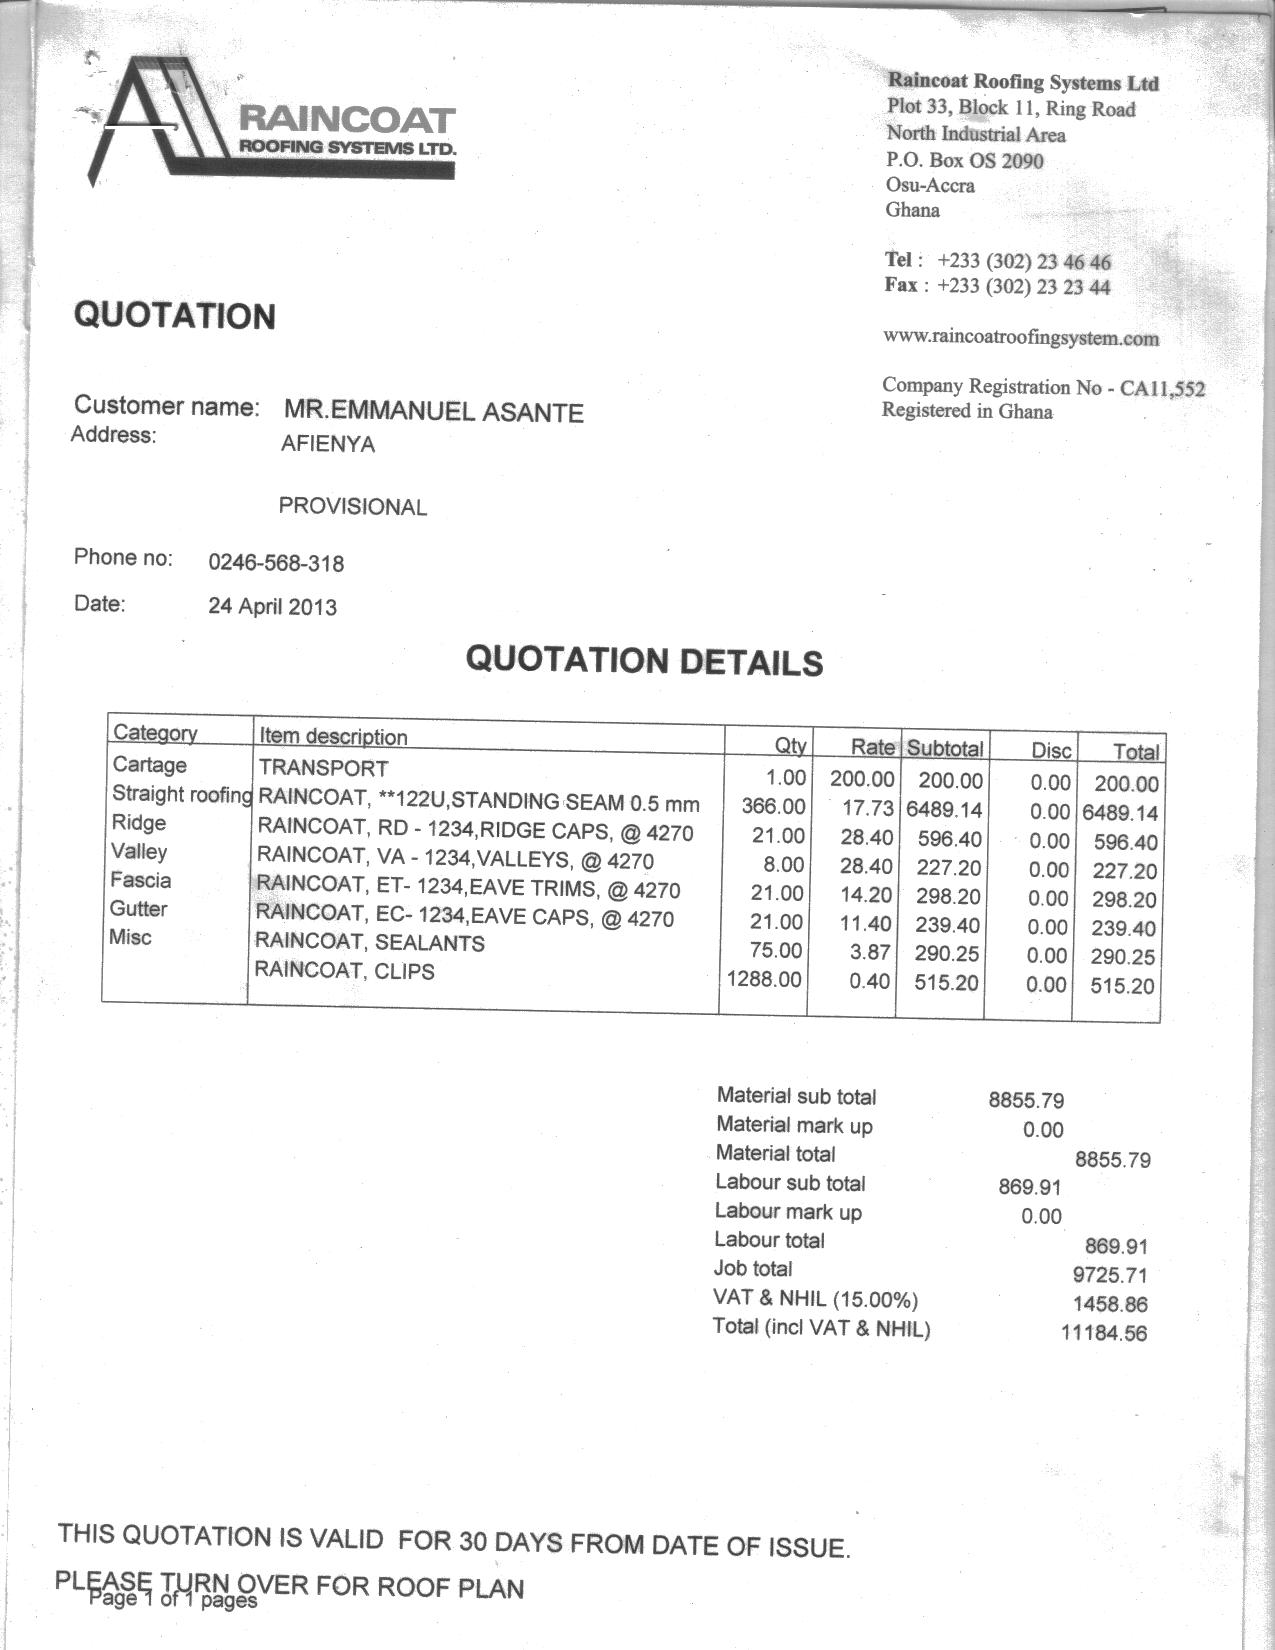 RAINCOAT
ROOFING SYSTEMS LTD.
Raincoat Roofing Systems Ltd
Plot 33, Block 11, Ring Road
North Industrial Area
P.O. Box OS 2090
Osu-Accra
Ghana
Tel : +233 (302) 23 46 46
Fax : +233 (302) 23 23 44
www.raincoatroofingsystem.com
Company Registration No - CA11,552
Registered in Ghana
QUOTATION
Customer name: MR.EMMANUEL ASANTE
Address: AFIENYA
PROVISIONAL
Phone no: 0246-568-318
Date: 24 April 2013
QUOTATION DETAILS
Category Item description Qty Rate Subtotal Disc Total
Cartage TRANSPORT 1.00 200.00 200.00 0.00 200.00
Straight roofing RAINCOAT, **122U,STANDING SEAM 0.5 mm 366.00 17.73 6489.14 0.00 6489.14
Ridge RAINCOAT, RD - 1234,RIDGE CAPS, @ 4270 21.00 28.40 596.40 0.00 596.40
Valley RAINCOAT, VA - 1234,VALLEYS, @ 4270 8.00 28.40 227.20 0.00 227.20
Fascia RAINCOAT, ET- 1234,EAVE TRIMS, @ 4270 21.00 14.20 298.20 0.00 298.20
Gutter RAINCOAT, EC- 1234,EAVE CAPS, @ 4270 21.00 11.40 239.40 0.00 239.40
Misc RAINCOAT, SEALANTS 75.00 3.87 290.25 0.00 290.25
RAINCOAT, CLIPS 1288.00 0.40 515.20 0.00 515.20
Material sub total 8855.79
Material mark up 0.00
Material total 8855.79
Labour sub total 869.91
Labour mark up 0.00
Labour total 869.91
Job total 9725.71
VAT & NHIL (15.00%) 1458.86
Total (incl VAT & NHIL) 11184.56
THIS QUOTATION IS VALID FOR 30 DAYS FROM DATE OF ISSUE.
PLEASE TURN OVER FOR ROOF PLAN
Page 1 of 1 pages